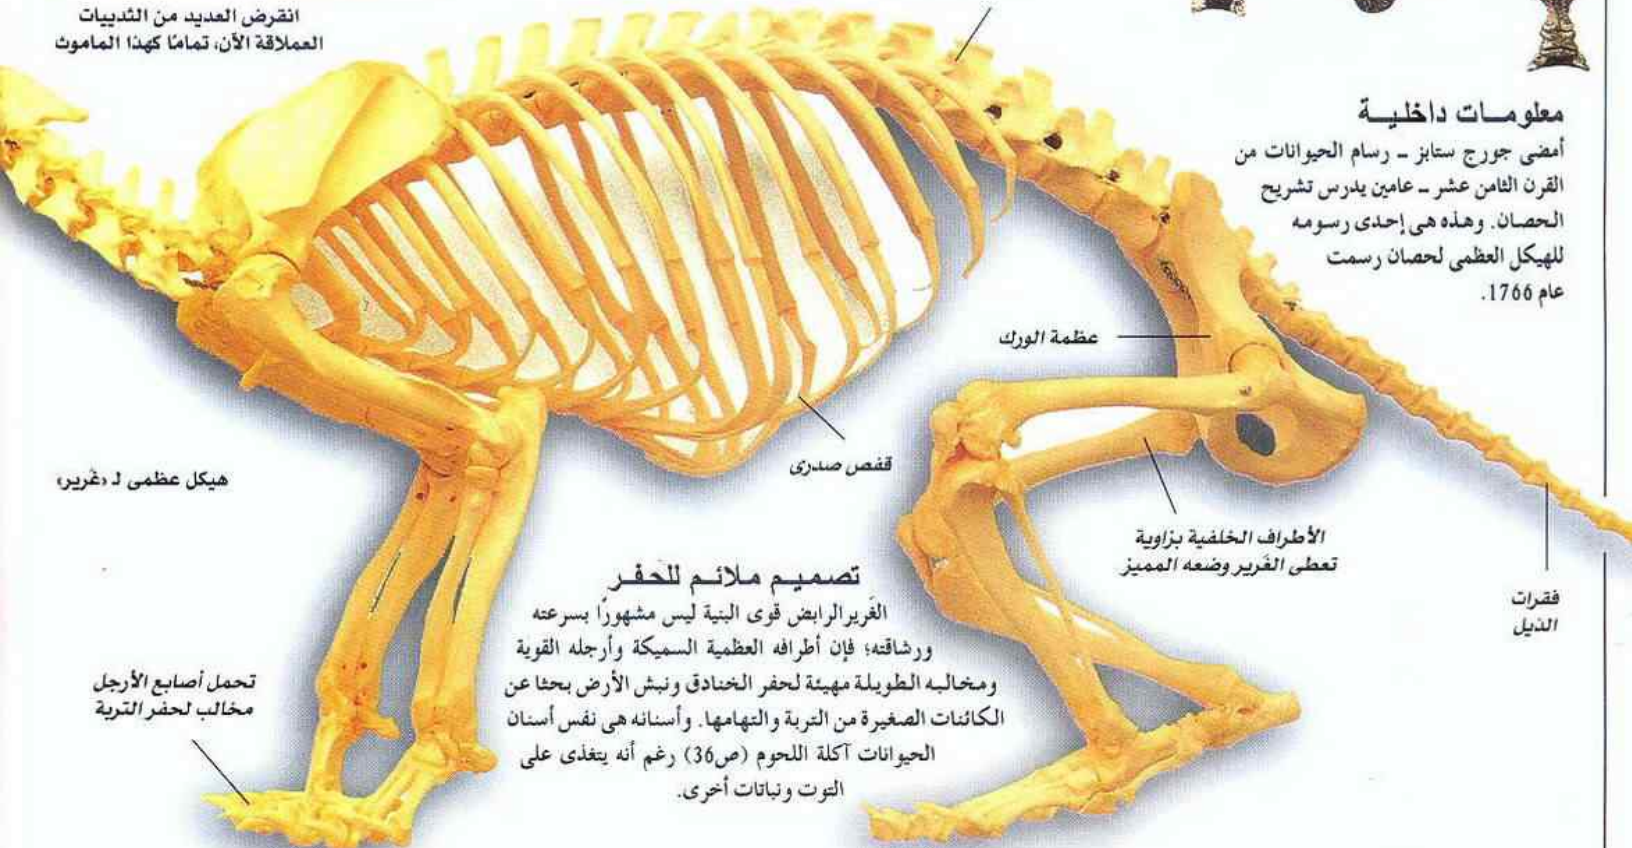 انقرض العديد من الثدييات
العملاقة الآن، تمامًا كهذا الماموث
معلومـات داخليـة
أمضى جورج ستابز ـ رسام الحيوانات من
القرن الثامن عشر ـ عامين يدرس تشريح
الحصان. وهذه هى إحدى رسومه
للهيكل العظمى لحصان رسمت
عام 1766.
عظمة الورك
قفص صدرى
هيكل عظمى لـ «غُرير»
الأطراف الخلفية بزاوية
تعطى الغُرير وضعه المميز
فقرات
الذيل
تصميـم ملائـم للحفـر
الغُرير الرابض قوى البنية ليس مشهورًا بسرعته
ورشاقته؛ فإن أطرافه العظمية السميكة وأرجله القوية
ومخالبه الطويلة مهيئة لحفر الخنادق ونبش الأرض بحثا عن
الكائنات الصغيرة من التربة والتهامها. وأسنانه هى نفس أسنان
الحيوانات آكلة اللحوم (ص36) رغم أنه يتغذى على
التوت ونباتات أخرى.
تحمل أصابع الأرجل
مخالب لحفر التربة